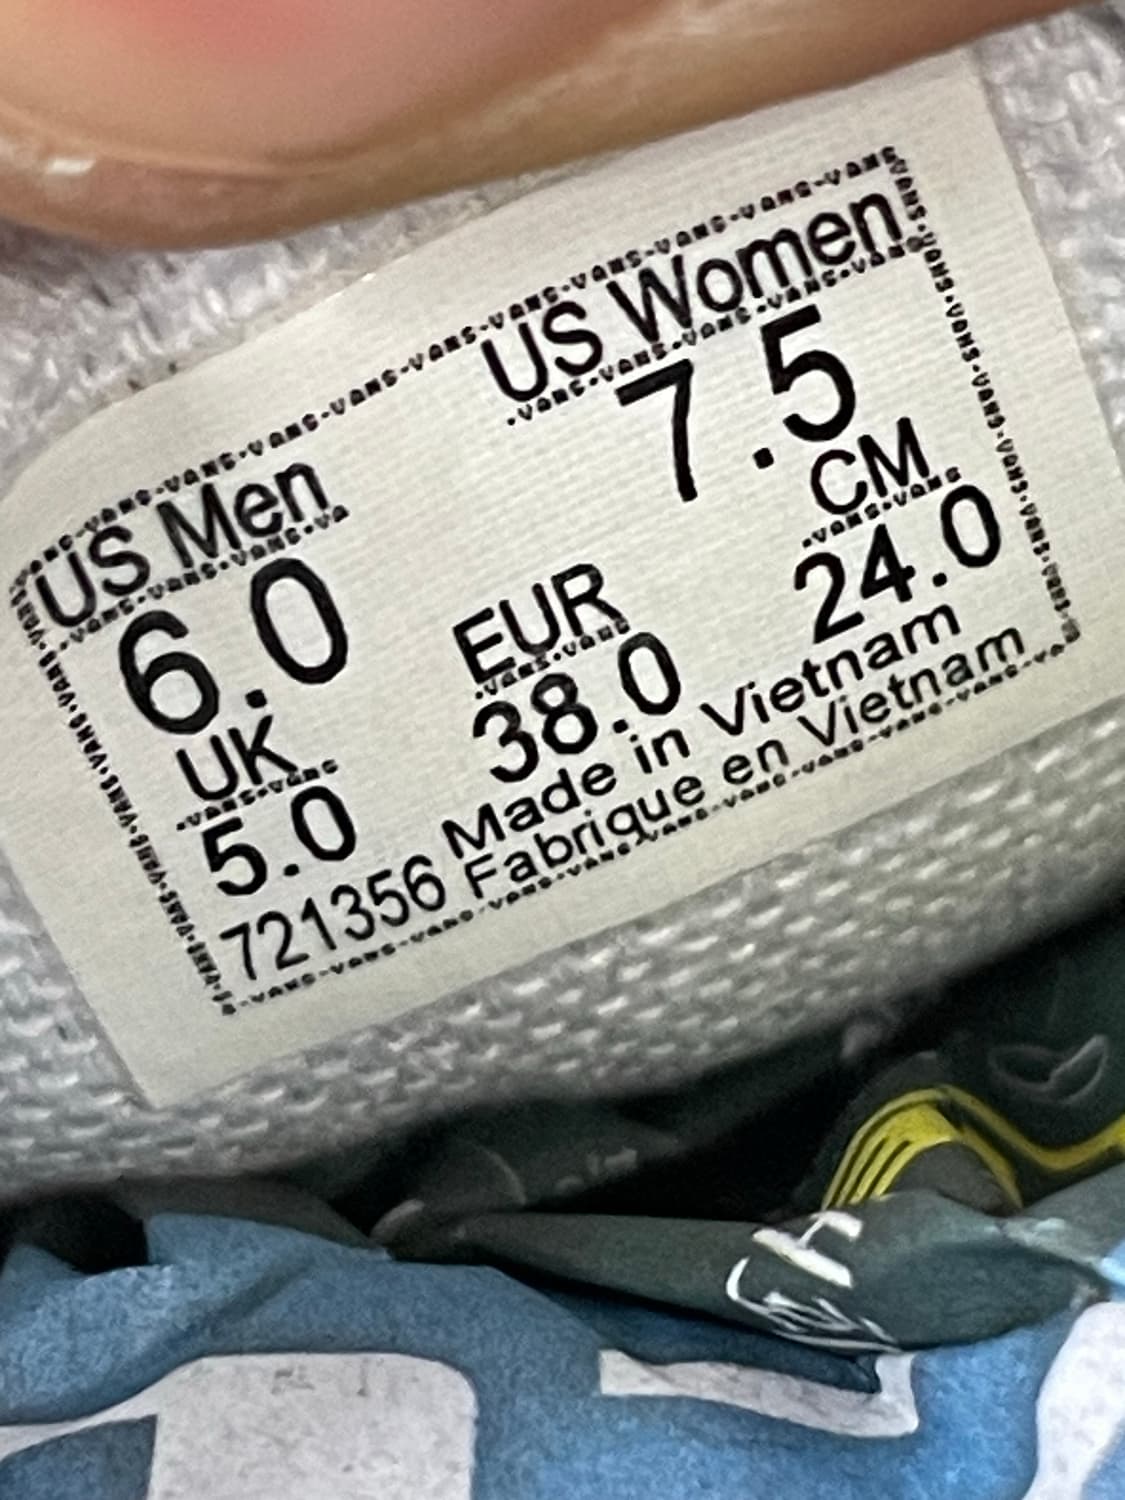 US Men
6.0
UK
5.0
721356
US Women
7.5
EUR
38.0
CM
24.0
Made in Vietnam
Fabrique en Vietnam
VANS